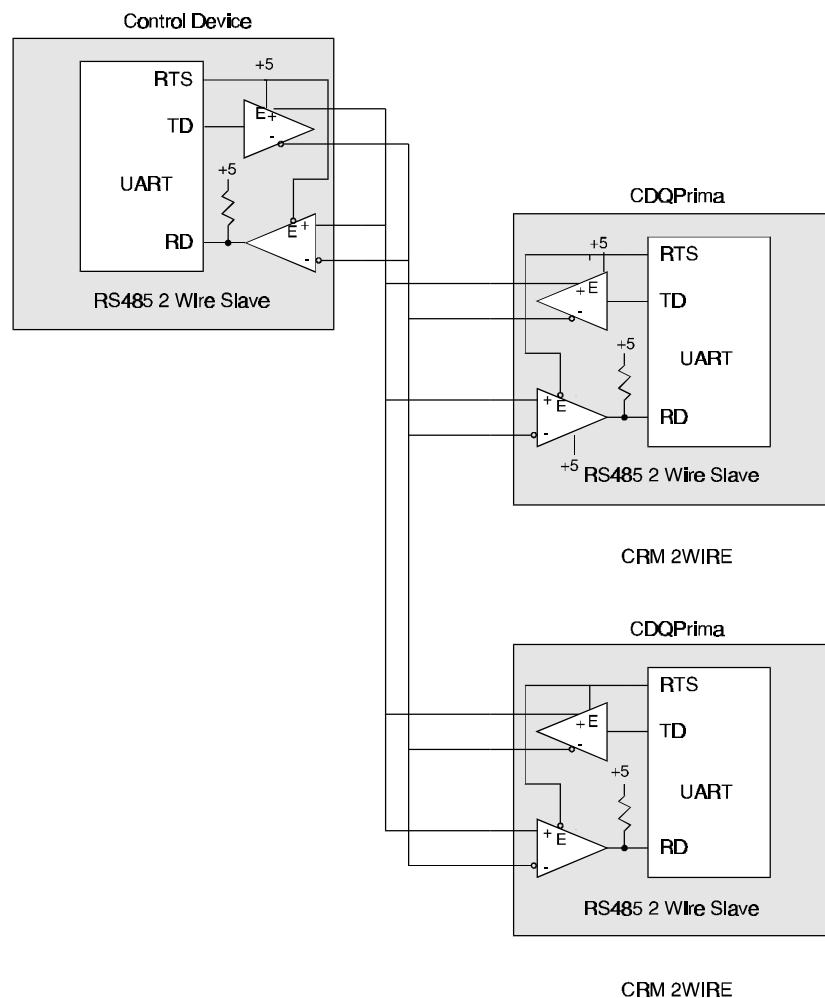 Control Device
+5
RTS
E +
TD
-
+5
UART
E +
RD
-
RS485 2 Wire Slave
CDQPrima
+5
RTS
+ E
-
TD
+5
UART
+
E
RD
-
+5
RS485 2 Wire Slave
CRM 2WIRE
CDQPrima
RTS
+ E
TD
-
+5
UART
+
E
RD
-
RS485 2 Wire Slave
CRM 2WIRE